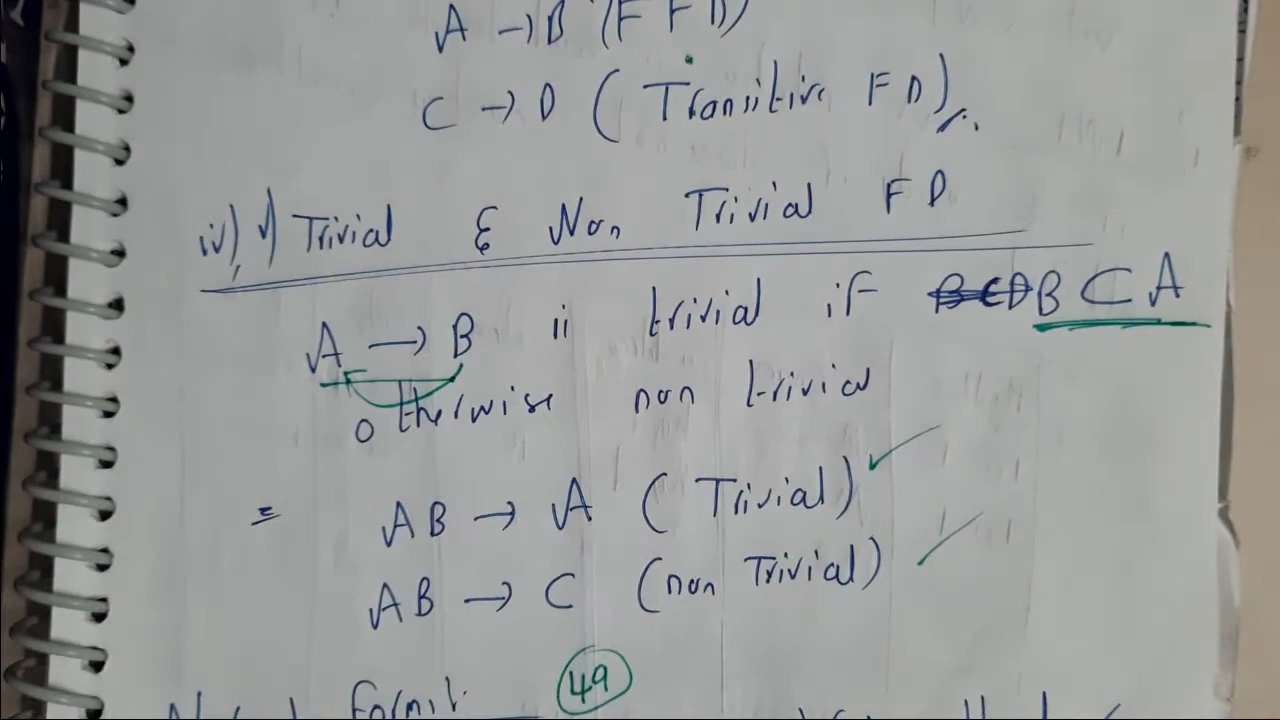 A → B (FFD)
C → D (Transitive FD)
iv), v) Trivial & Non Trivial FD
A → B is trivial if B ⊂ A
otherwise non trivial
= AB → A (Trivial)
AB → C (non Trivial)
49